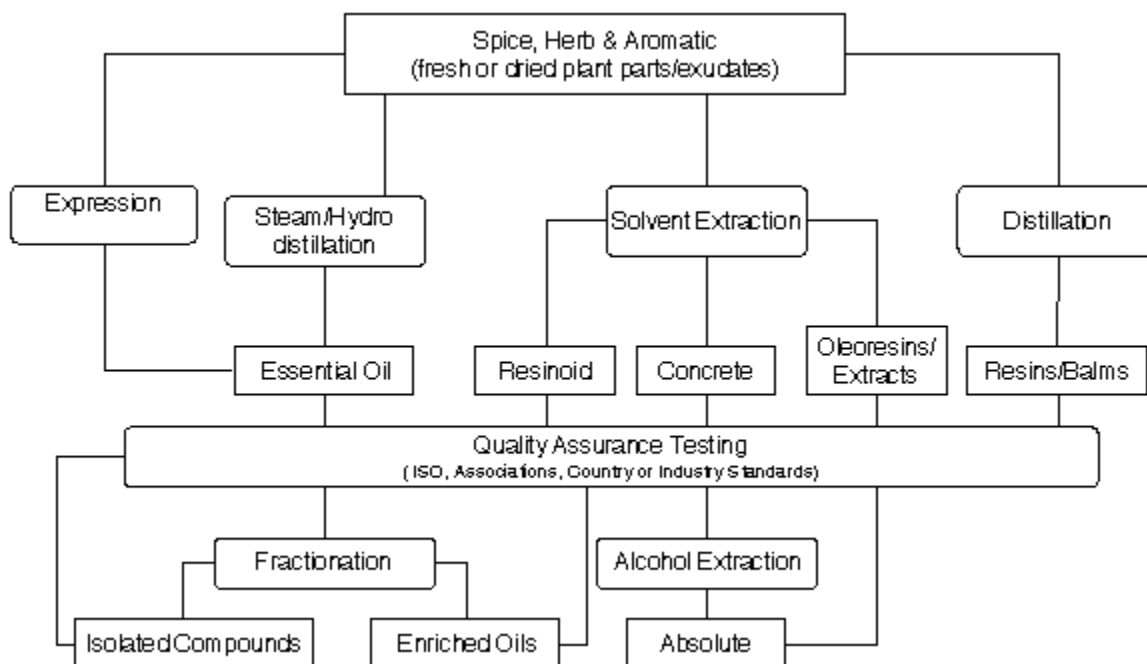 Spice, Herb & Aromatic
(fresh or dried plant parts/exudates)
Expression
Steam/Hydro
distillation
Solvent Extraction
Distillation
Essential Oil
Resinoid
Concrete
Oleoresins/
Extracts
Resins/Balms
Quality Assurance Testing
( ISO, Associations, Country or Industry Standards)
Fractionation
Alcohol Extraction
Isolated Compounds
Enriched Oils
Absolute